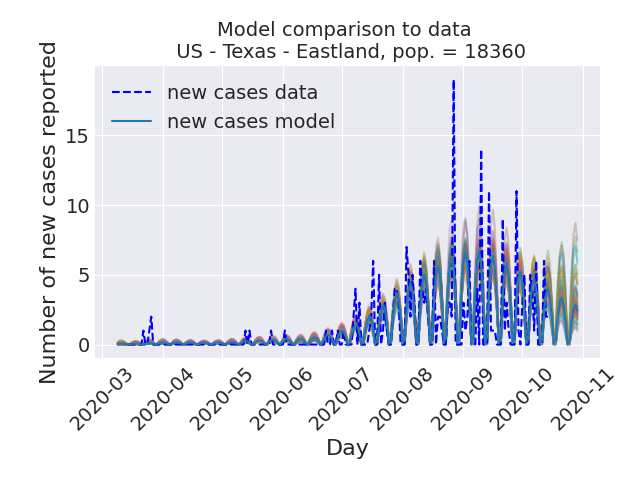 Model comparison to data
US - Texas - Eastland, pop. = 18360
new cases data
new cases model
Number of new cases reported
15
10
5
0
2020-03
2020-04
2020-05
2020-06
2020-07
2020-08
2020-09
2020-10
2020-11
Day